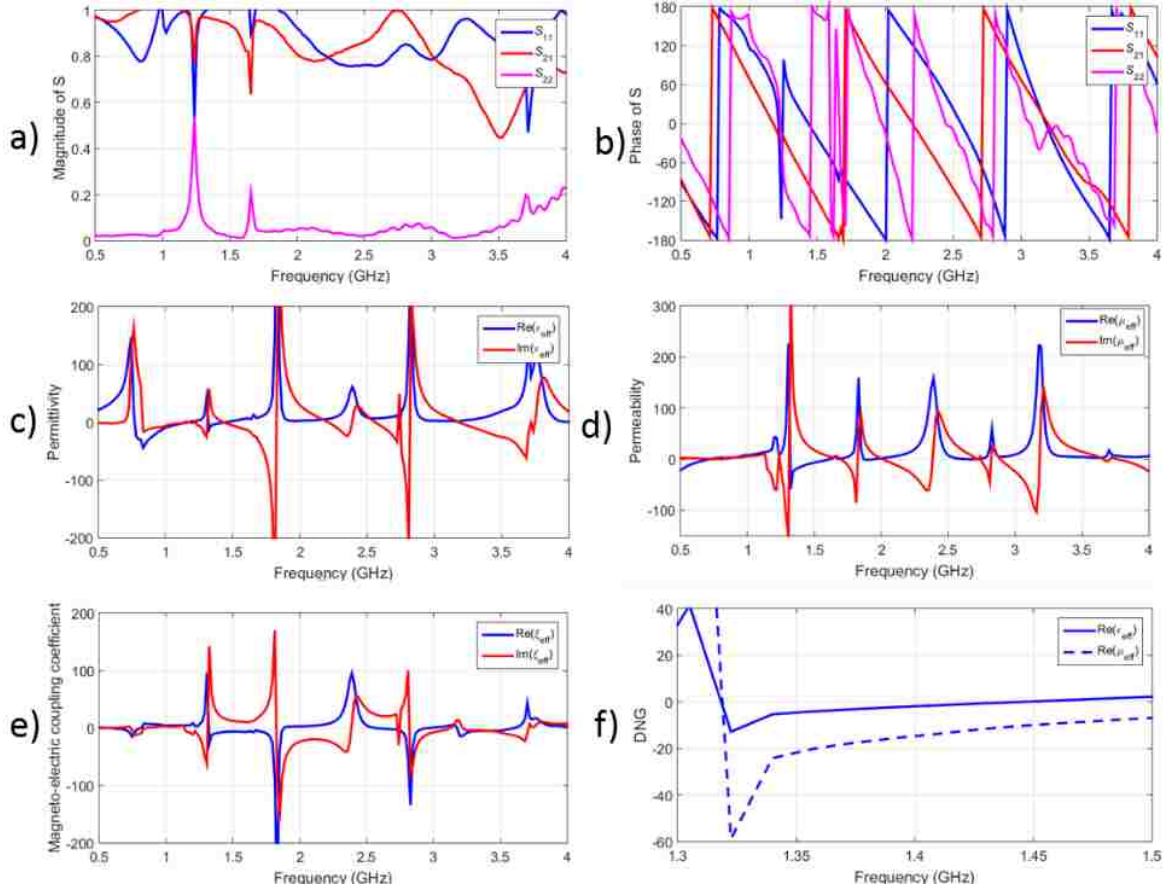 a)
Magnitude of S
1
0.8
0.6
0.4
0.2
0
0.5 1 1.5 2 2.5 3 3.5 4
Frequency (GHz)
S11
S21
S22
b)
Phase of S
180
120
60
0
-60
-120
-180
0.5 1 1.5 2 2.5 3 3.5 4
Frequency (GHz)
S11
S21
S22
c)
Permittivity
200
100
0
-100
-200
0.5 1 1.5 2 2.5 3 3.5 4
Frequency (GHz)
Re(εeff)
Im(εeff)
d)
Permeability
300
200
100
0
-100
0.5 1 1.5 2 2.5 3 3.5 4
Frequency (GHz)
Re(μeff)
Im(μeff)
e)
Magneto-electric coupling coefficient
200
100
0
-100
-200
0.5 1 1.5 2 2.5 3 3.5 4
Frequency (GHz)
Re(ξeff)
Im(ξeff)
f)
DNG
40
20
0
-20
-40
-60
1.3 1.35 1.4 1.45 1.5
Frequency (GHz)
Re(εeff)
Re(μeff)